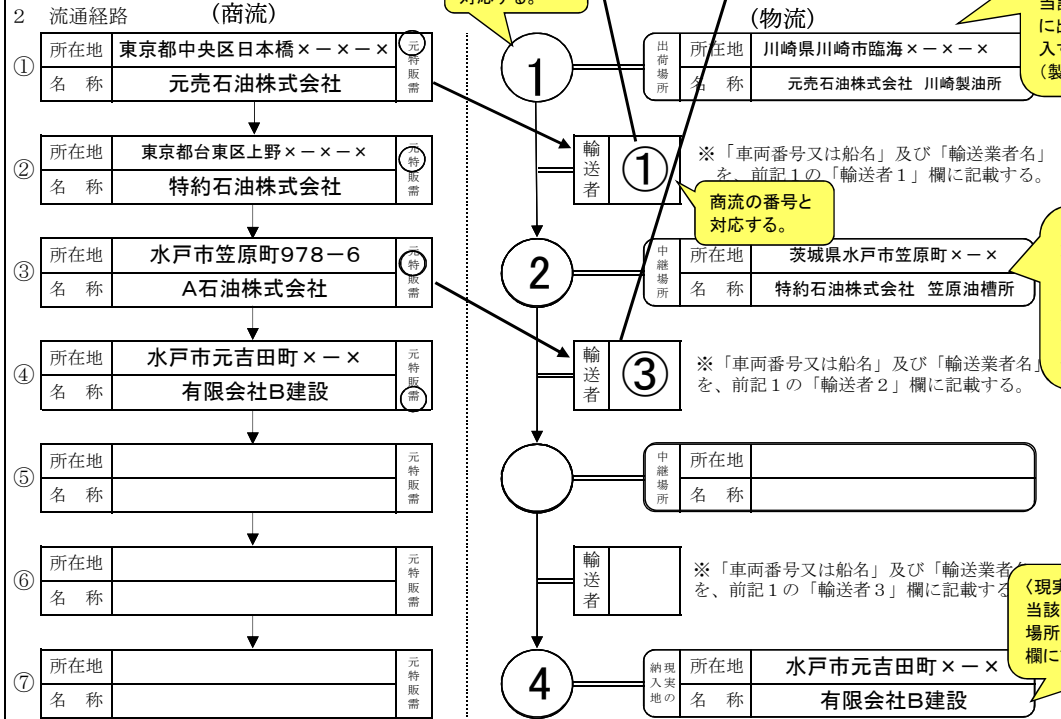 対応する。
2 流通経路 (商流) (物流)
① 所在地 東京都中央区日本橋×-×-× 元特販需
名 称 元売石油株式会社
② 所在地 東京都台東区上野×-×-× 元特販需
名 称 特約石油株式会社
③ 所在地 水戸市笠原町978-6 元特販需
名 称 A石油株式会社
④ 所在地 水戸市元吉田町×-× 元特販需
名 称 有限会社B建設
⑤ 所在地 元特販需
名 称
⑥ 所在地 元特販需
名 称
⑦ 所在地 元特販需
名 称
1 出荷場所 所在地 川崎県川崎市臨海×-×-×
名 称 元売石油株式会社 川崎製油所
輸送者 ① ※「車両番号又は船名」及び「輸送業者名」
を、前記1の「輸送者1」欄に記載する。
商流の番号と
対応する。
2 中継場所 所在地 茨城県水戸市笠原町×-×
名 称 特約石油株式会社 笠原油槽所
輸送者 ③ ※「車両番号又は船名」及び「輸送業者名」
を、前記1の「輸送者2」欄に記載する。
中継場所 所在地
名 称
輸送者 ※「車両番号又は船名」及び「輸送業者
を、前記1の「輸送者3」欄に記載する
4 現実の納入地 所在地 水戸市元吉田町×-×
名 称 有限会社B建設
に出
入す
(製
〈現実
当該
場所
欄に